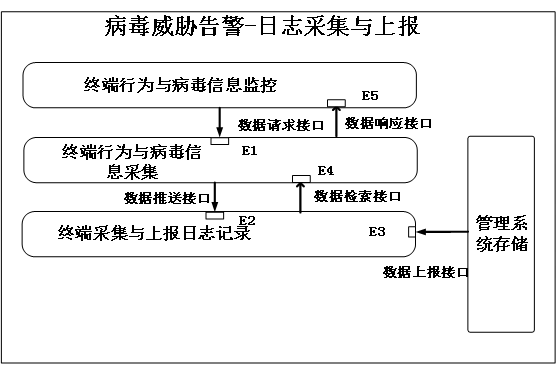 病毒威胁告警-日志采集与上报
终端行为与病毒信息监控
E5
数据请求接口
数据响应接口
E1
终端行为与病毒信
息采集
E4
数据推送接口
数据检索接口
E2
终端采集与上报日志记录
E3
管理系
统存储
数据上报接口